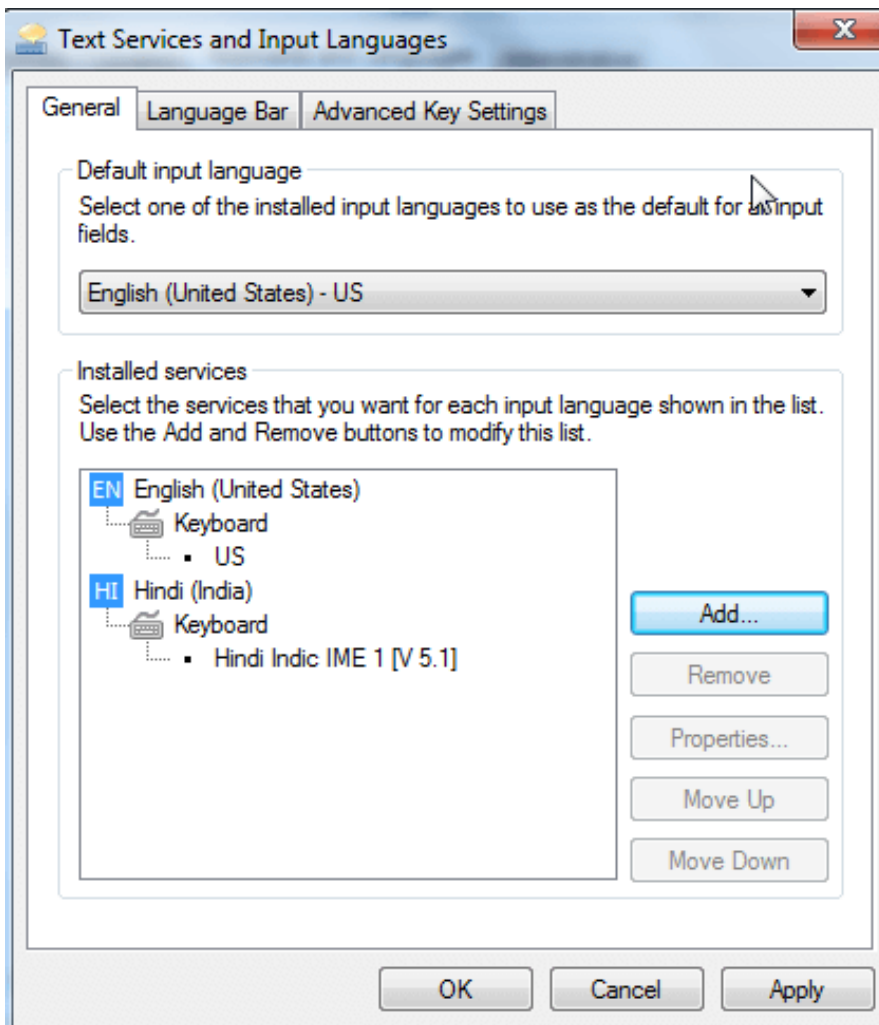 Text Services and Input Languages
General
Language Bar
Advanced Key Settings
Default input language
Select one of the installed input languages to use as the default for input
fields.
English (United States) - US
Installed services
Select the services that you want for each input language shown in the list.
Use the Add and Remove buttons to modify this list.
EN English (United States)
Keyboard
US
HI Hindi (India)
Keyboard
Hindi Indic IME 1 [V 5.1]
Add...
Remove
Properties...
Move Up
Move Down
OK
Cancel
Apply